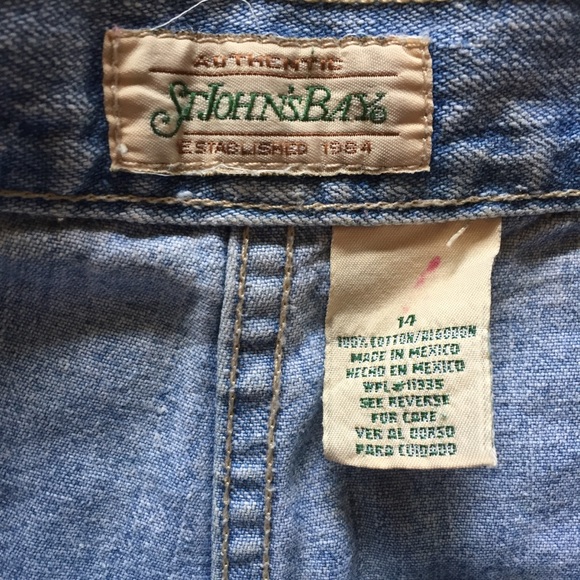 AUTHENTIC
ST. JOHN'S BAY®
ESTABLISHED 1984
14
100% COTTON/ALGODON
MADE IN MEXICO
HECHO EN MEXICO
WPL#11935
SEE REVERSE
FOR CARE
VER AL DORSO
PARA CUIDADO